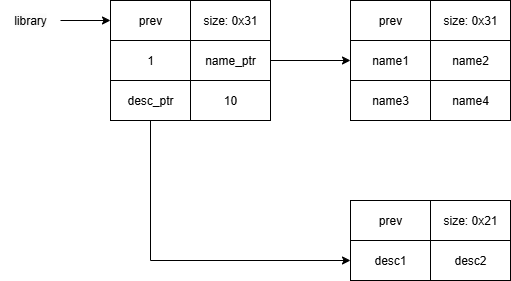 library
prev size: 0x31
1 name_ptr
desc_ptr 10
prev size: 0x31
name1 name2
name3 name4
prev size: 0x21
desc1 desc2